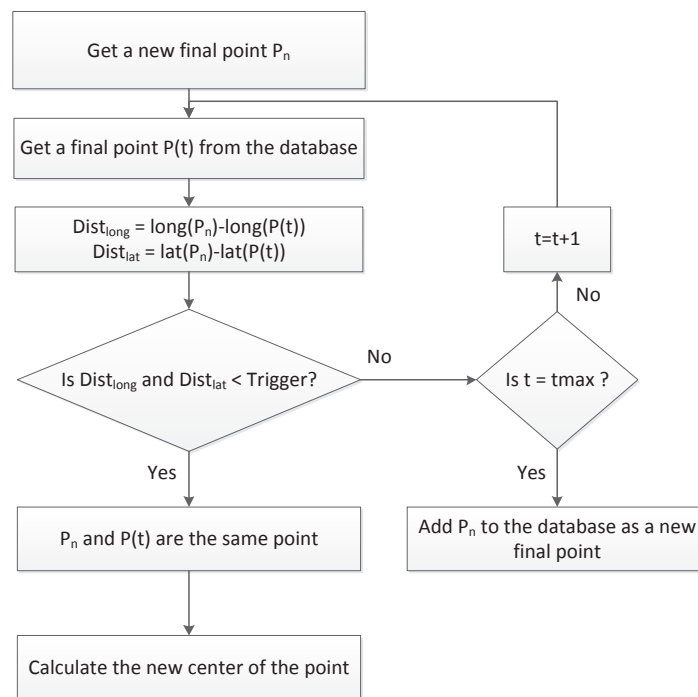 Get a new final point Pn
Get a final point P(t) from the database
Distlong = long(Pn)-long(P(t))
Distlat = lat(Pn)-lat(P(t))
t=t+1
No
Is Distlong and Distlat < Trigger?
No
Is t = tmax ?
Yes
Yes
Pn and P(t) are the same point
Add Pn to the database as a new
final point
Calculate the new center of the point